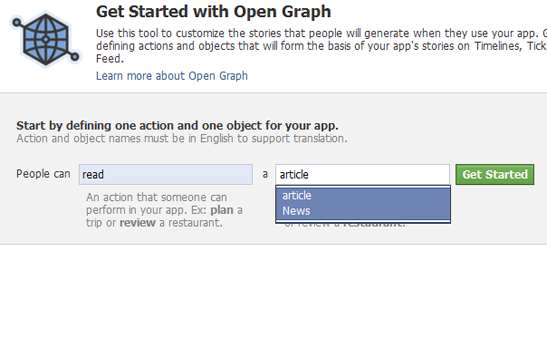 Get Started with Open Graph
Use this tool to customize the stories that people will generate when they use your app. G
defining actions and objects that will form the basis of your app's stories on Timelines, Tick
Feed.
Learn more about Open Graph
Start by defining one action and one object for your app.
Action and object names must be in English to support translation.
People can read a article Get Started
article
News
An action that someone can
perform in your app. Ex: plan a
trip or review a restaurant.
or review a restaurant.